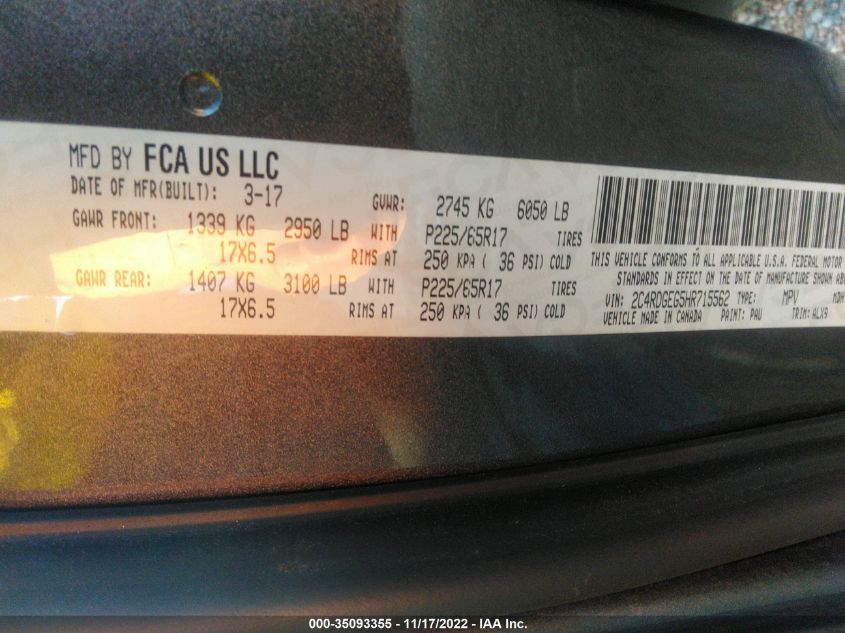 MFD BY FCA US LLC
DATE OF MFR(BUILT): 3-17 GVWR: 2745 KG 6050 LB
GAWR FRONT: 1339 KG 2950 LB WITH P225/65R17 TIRES
17X6.5 RIMS AT 250 KPA ( 36 PSI) COLD
GAWR REAR: 1407 KG 3100 LB WITH P225/65R17 TIRES
17X6.5 RIMS AT 250 KPA ( 36 PSI) COLD
THIS VEHICLE CONFORMS TO ALL APPLICABLE U.S.A. FEDERAL MOTOR
STANDARDS IN EFFECT ON THE DATE OF MANUFACTURE SHOWN
VIN: 2C4RDGEG5HR715562 TYPE: MPV
VEHICLE MADE IN CANADA PAINT: PAU TRIM: ALX9
000-35093355 - 11/17/2022 - IAA Inc.